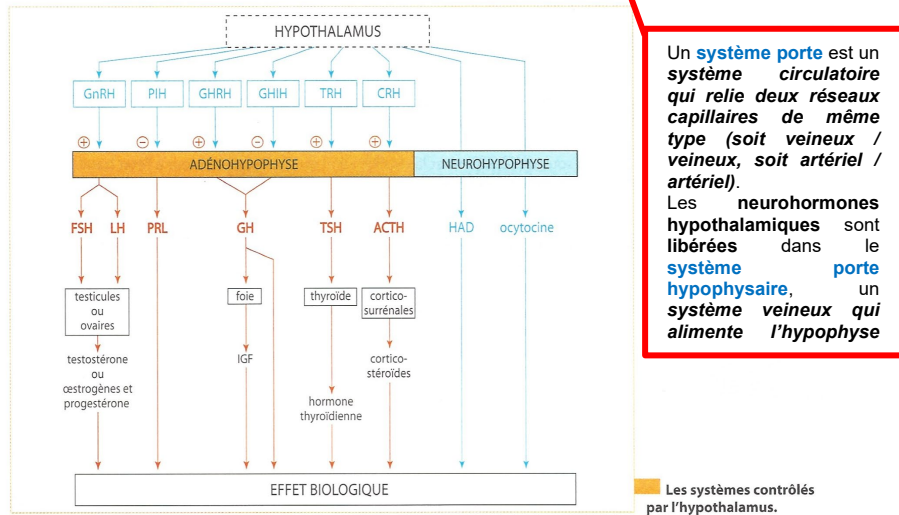 HYPOTHALAMUS
GnRH PIH GHRH GHIH TRH CRH
+ − + − + +
ADÉNOHYPOPHYSE NEUROHYPOPHYSE
FSH LH PRL GH TSH ACTH HAD ocytocine
testicules
ou
ovaires
foie
thyroïde
cortico-
surrénales
testostérone
ou
œstrogènes et
progestérone
IGF
cortico-
stéroïdes
hormone
thyroïdienne
EFFET BIOLOGIQUE
Les systèmes contrôlés
par l'hypothalamus.
Un système porte est un
système circulatoire
qui relie deux réseaux
capillaires de même
type (soit veineux /
veineux, soit artériel /
artériel).
Les neurohormones
hypothalamiques sont
libérées dans le
système porte
hypophysaire, un
système veineux qui
alimente l'hypophyse